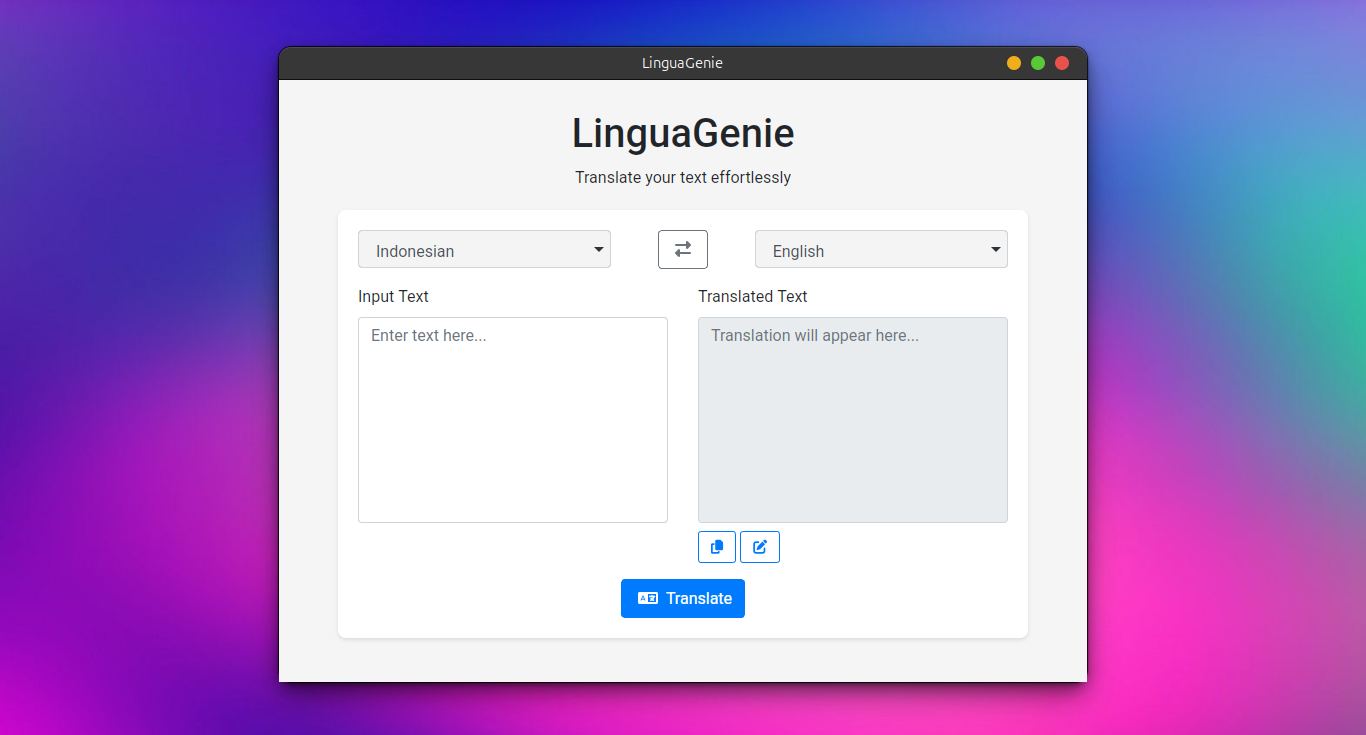 LinguaGenie
LinguaGenie
Translate your text effortlessly
Indonesian
English
Input Text
Translated Text
Enter text here...
Translation will appear here...
Translate